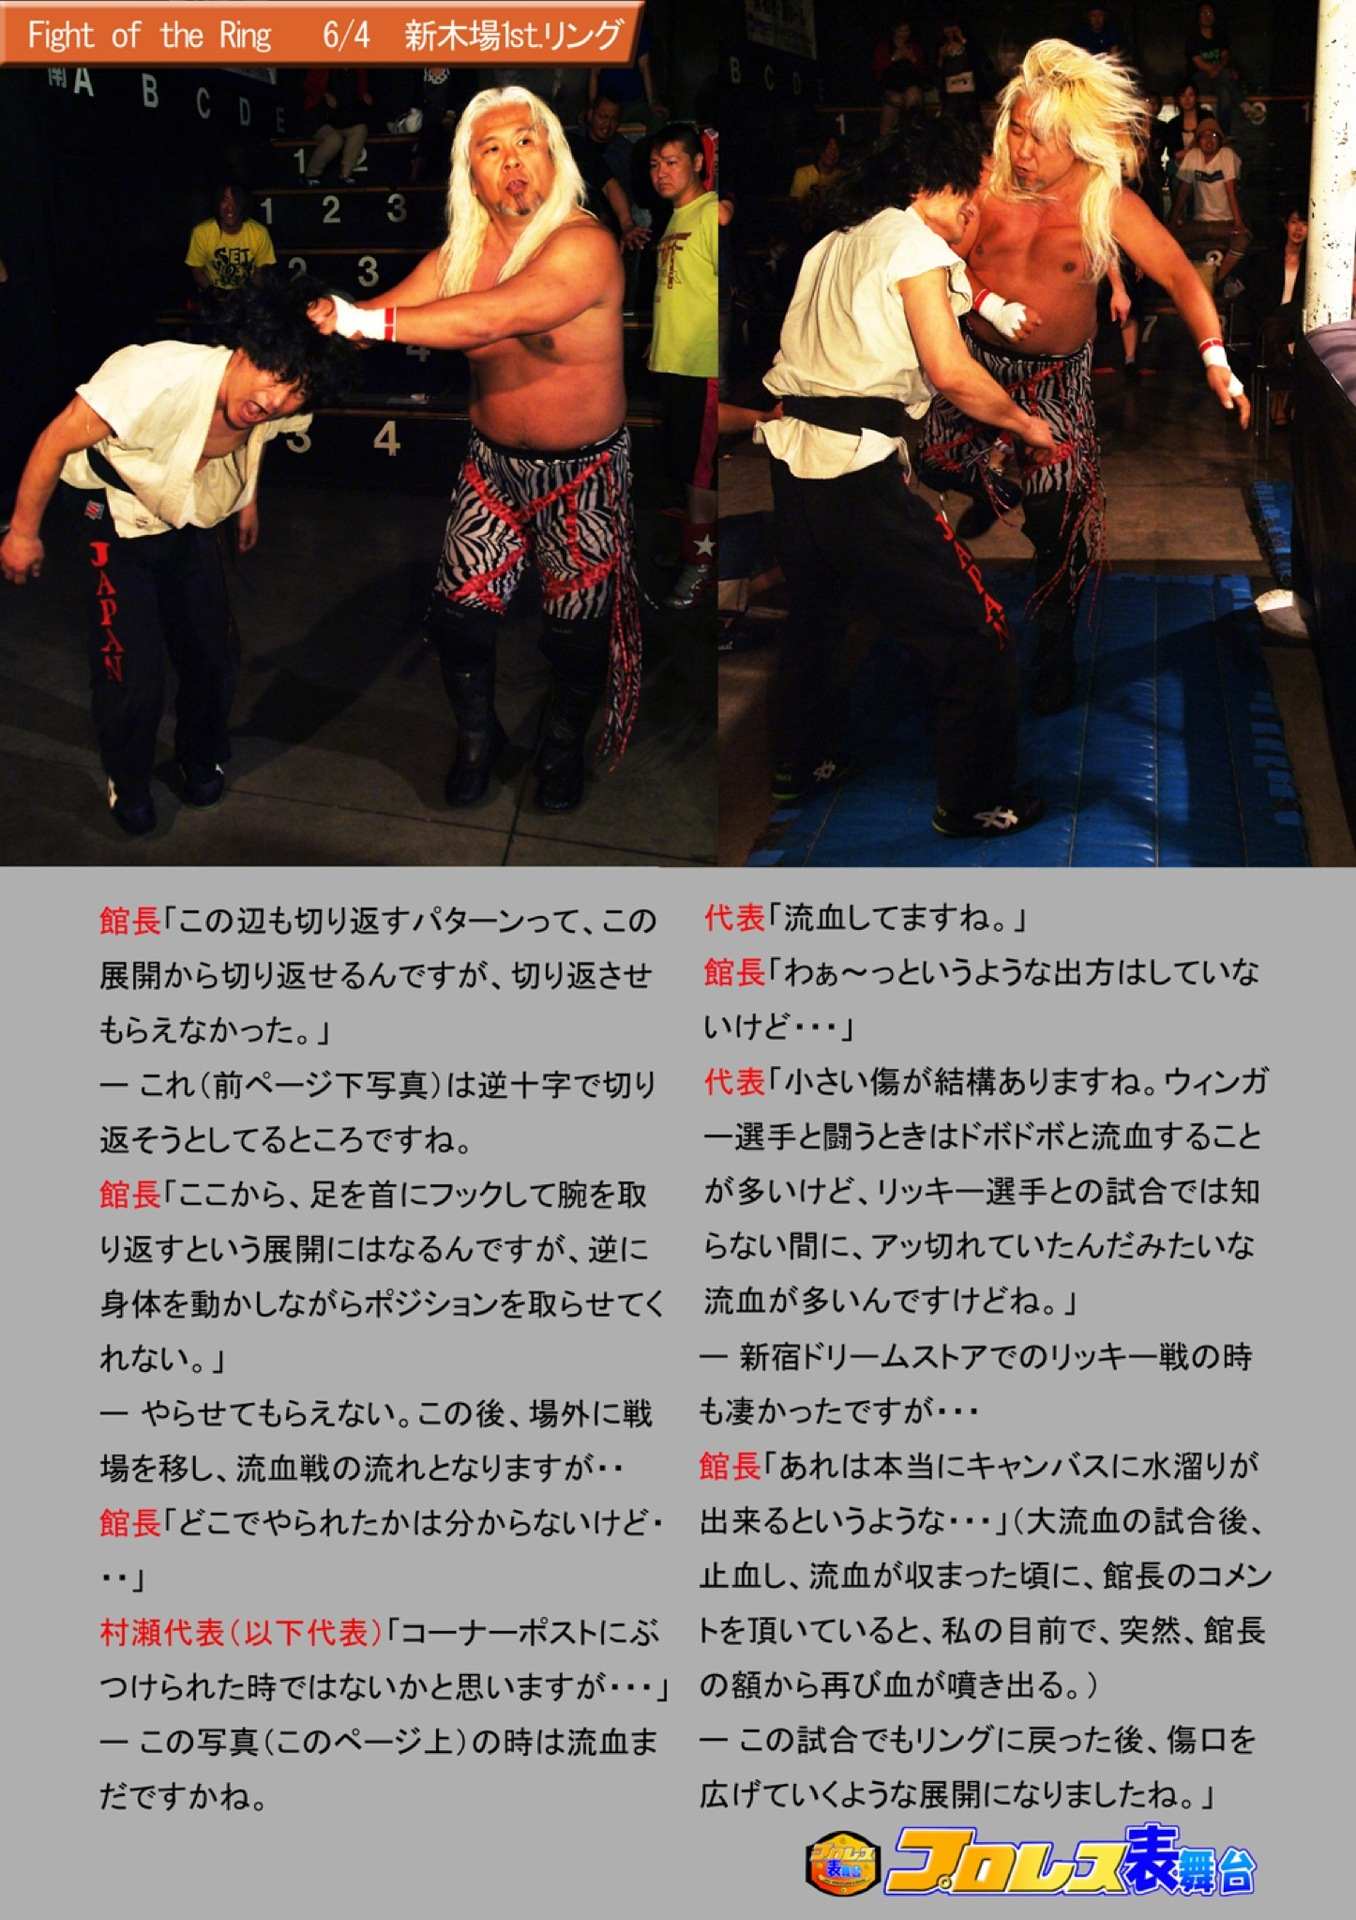 Fight of the Ring 6/4 新木場1st.リング
南A B C D E
1 2
1 2 3
2 3
3 4
4
SET
JAPAN
B C D E
1
3
7 8
JAPAN
館長「この辺も切り返すパターンって、この
展開から切り返せるんですが、切り返させ
もらえなかった。」
― これ（前ページ下写真）は逆十字で切り
返そうとしてるところですね。
館長「ここから、足を首にフックして腕を取
り返すという展開にはなるんですが、逆に
身体を動かしながらポジションを取らせてく
れない。」
― やらせてもらえない。この後、場外に戦
場を移し、流血戦の流れとなりますが・・
館長「どこでやられたかは分からないけど・
・・」
村瀬代表（以下代表）「コーナーポストにぶ
つけられた時ではないかと思いますが・・・」
― この写真（このページ上）の時は流血ま
だですかね。
代表「流血してますね。」
館長「わぁ～っというような出方はしていな
いけど・・・」
代表「小さい傷が結構ありますね。ウィンガ
ー選手と闘うときはドボドボと流血すること
が多いけど、リッキー選手との試合では知
らない間に、アッ切れていたんだみたいな
流血が多いんですけどね。」
― 新宿ドリームストアでのリッキー戦の時
も凄かったですが・・・
館長「あれは本当にキャンバスに水溜りが
出来るというような・・・」（大流血の試合後、
止血し、流血が収まった頃に、館長のコメン
トを頂いていると、私の目前で、突然、館長
の額から再び血が噴き出る。）
― この試合でもリングに戻った後、傷口を
広げていくような展開になりましたね。」
プロレス表舞台
プロレス表舞台